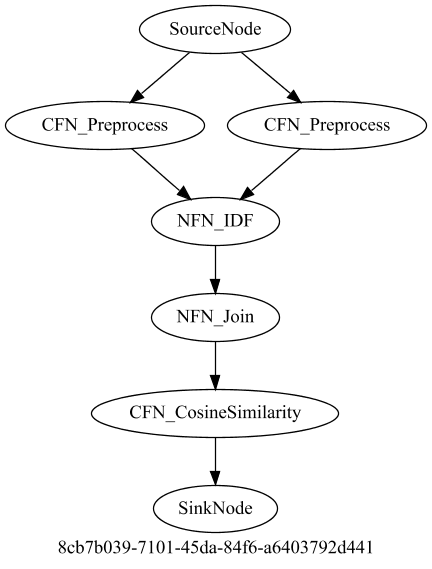 SourceNode
CFN_Preprocess
CFN_Preprocess
NFN_IDF
NFN_Join
CFN_CosineSimilarity
SinkNode
8cb7b039-7101-45da-84f6-a6403792d441